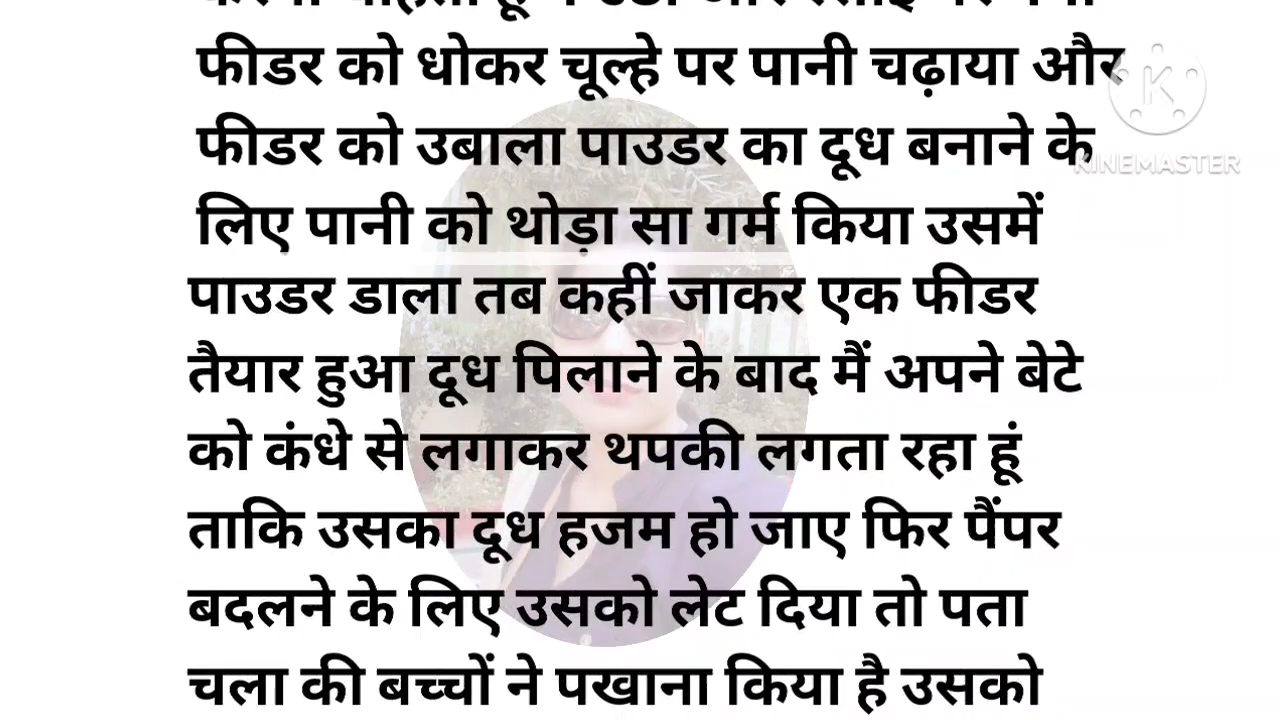 फीडर को धोकर चूल्हे पर पानी चढ़ाया और
फीडर को उबाला पाउडर का दूध बनाने के
लिए पानी को थोड़ा सा गर्म किया उसमें
पाउडर डाला तब कहीं जाकर एक फीडर
तैयार हुआ दूध पिलाने के बाद मैं अपने बेटे
को कंधे से लगाकर थपकी लगता रहा हूं
ताकि उसका दूध हजम हो जाए फिर पैंपर
बदलने के लिए उसको लेट दिया तो पता
चला की बच्चों ने पखाना किया है उसको
K
KINEMASTER